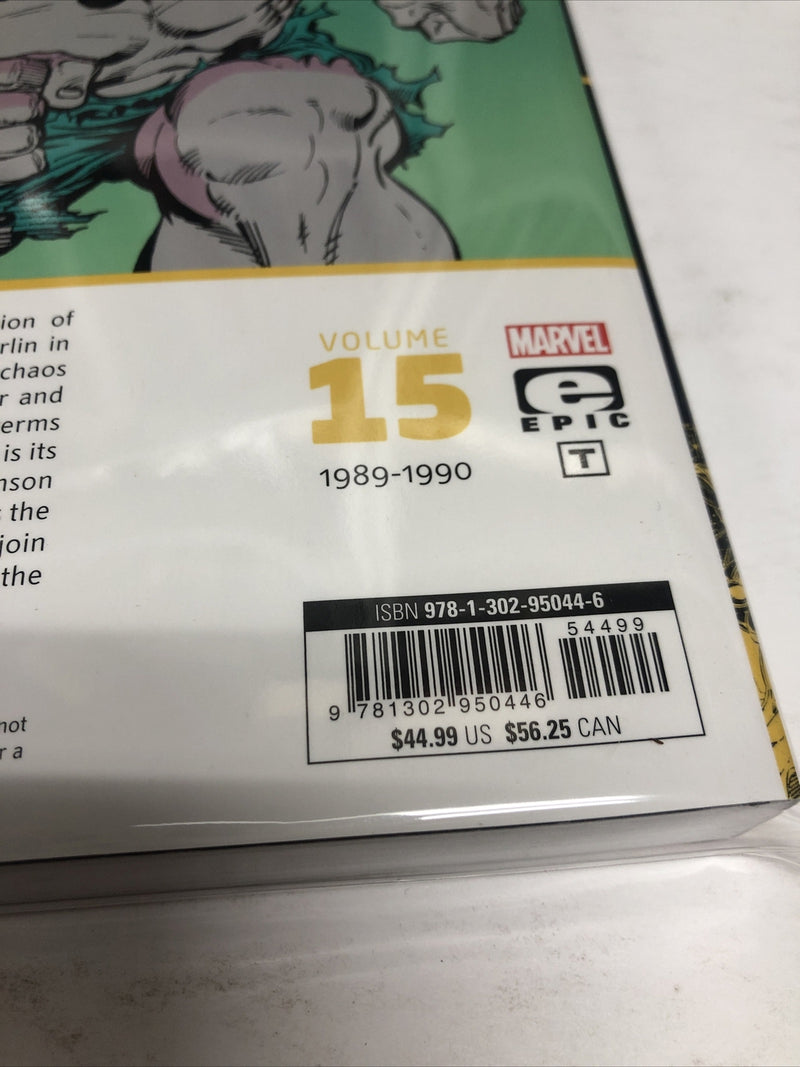 ion of
rlin in
chaos
r and
erms
is its
nson
s the
join
the
not
r a
VOLUME
15
1989-1990
MARVEL
e
EPIC
T
ISBN 978-1-302-95044-6
54499
9 781302 950446
$44.99 US $56.25 CAN